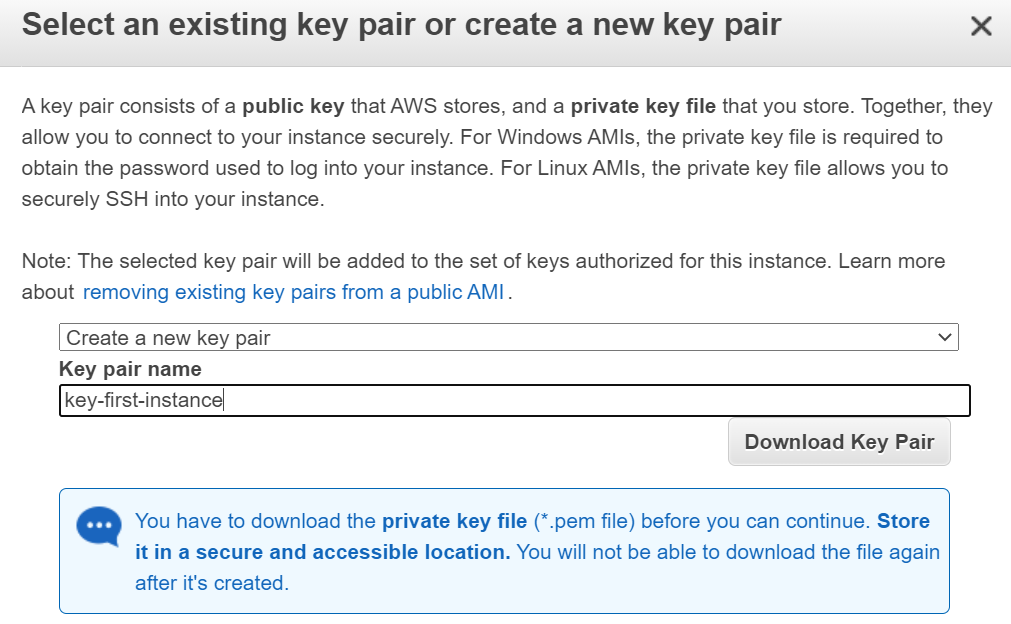 Select an existing key pair or create a new key pair
A key pair consists of a public key that AWS stores, and a private key file that you store. Together, they
allow you to connect to your instance securely. For Windows AMIs, the private key file is required to
obtain the password used to log into your instance. For Linux AMIs, the private key file allows you to
securely SSH into your instance.
Note: The selected key pair will be added to the set of keys authorized for this instance. Learn more
about removing existing key pairs from a public AMI .
Create a new key pair
Key pair name
key-first-instance
Download Key Pair
You have to download the private key file (*.pem file) before you can continue. Store
it in a secure and accessible location. You will not be able to download the file again
after it's created.